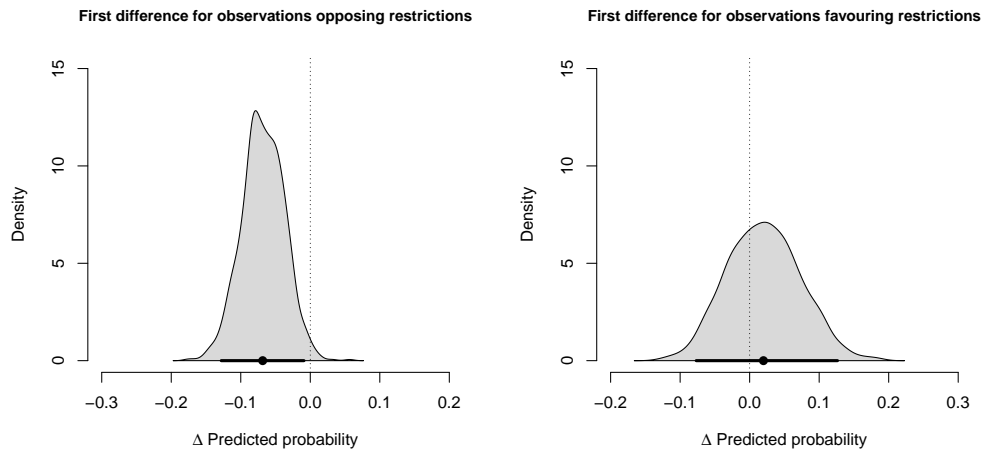 First difference for observations opposing restrictions
15
10
5
0
Density
−0.3 −0.2 −0.1 0.0 0.1 0.2
Δ Predicted probability
First difference for observations favouring restrictions
15
10
5
0
Density
−0.2 −0.1 0.0 0.1 0.2 0.3
Δ Predicted probability